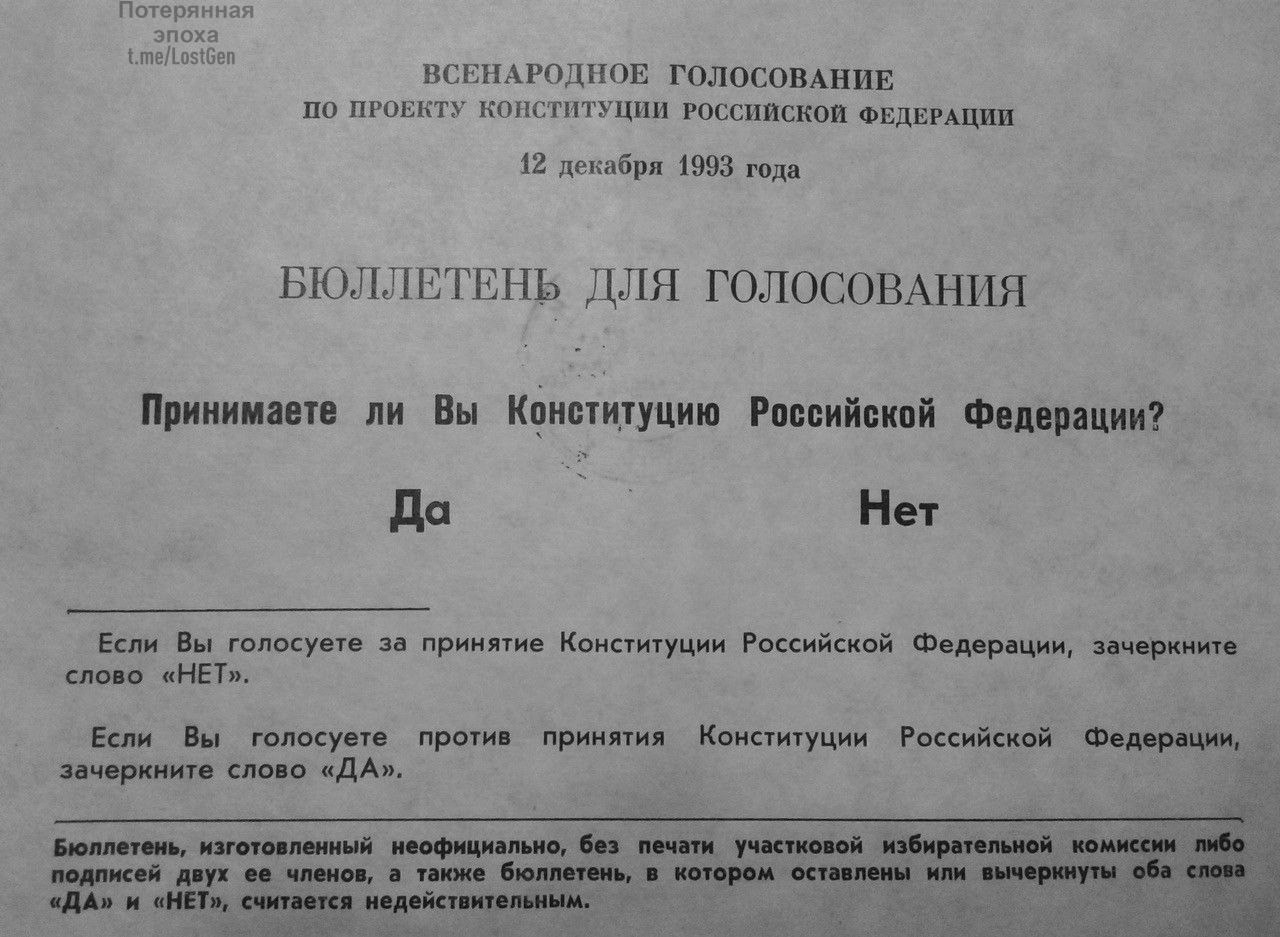 Потерянная
эпоха
t.me/LostGen
ВСЕНАРОДНОЕ ГОЛОСОВАНИЕ
ПО ПРОЕКТУ КОНСТИТУЦИИ РОССИЙСКОЙ ФЕДЕРАЦИИ
12 декабря 1993 года
БЮЛЛЕТЕНЬ ДЛЯ ГОЛОСОВАНИЯ
Принимаете ли Вы Конституцию Российской Федерации?
Да Нет
Если Вы голосуете за принятие Конституции Российской Федерации, зачеркните
слово «НЕТ».
Если Вы голосуете против принятия Конституции Российской Федерации,
зачеркните слово «ДА».
Бюллетень, изготовленный неофициально, без печати участковой избирательной комиссии либо
подписей двух ее членов, а также бюллетень, в котором оставлены или вычеркнуты оба слова
«ДА» и «НЕТ», считается недействительным.